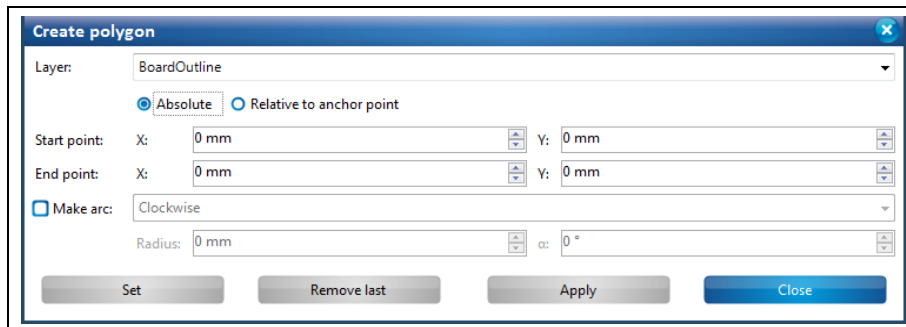 Create polygon
Layer: BoardOutline
Absolute Relative to anchor point
Start point: X: 0 mm Y: 0 mm
End point: X: 0 mm Y: 0 mm
Make arc: Clockwise
Radius: 0 mm α: 0 °
Set Remove last Apply Close